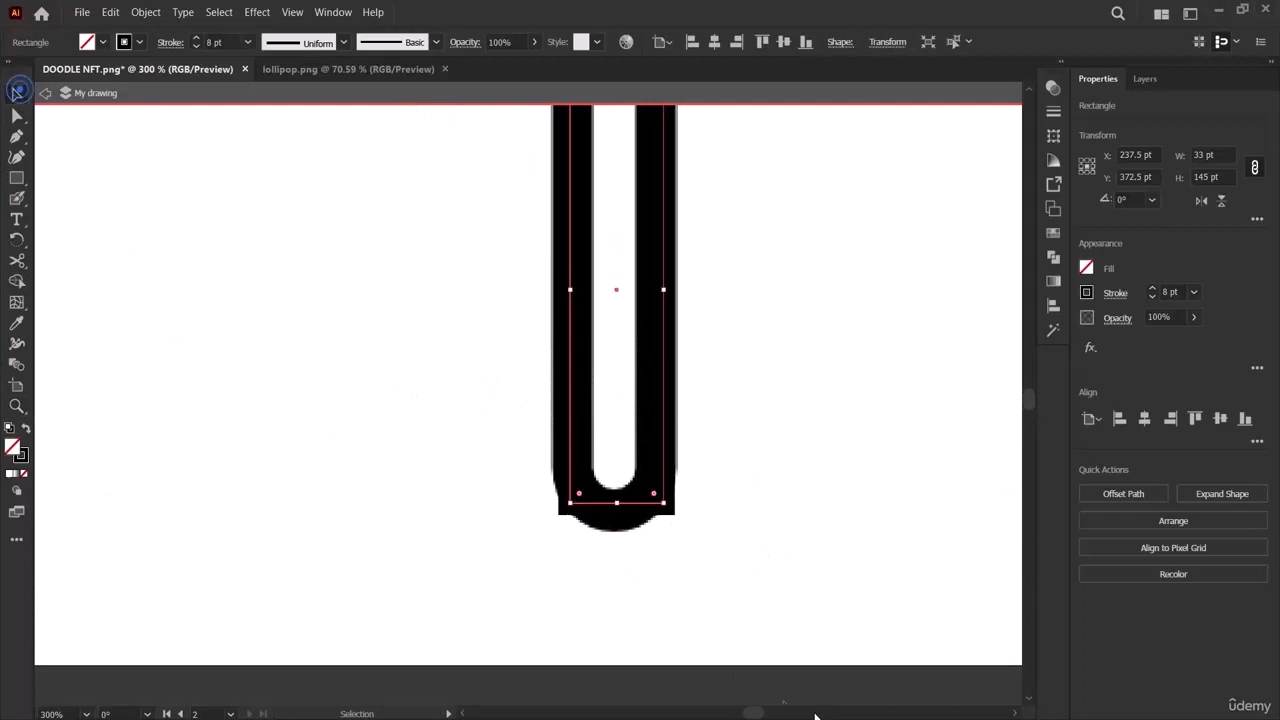 Ai File Edit Object Type Select Effect View Window Help
Rectangle Stroke: 8 pt Uniform Basic Opacity: 100% Style: Shape: Transform
DOODLE NFT.png* @ 300 % (RGB/Preview) × lollipop.png @ 70.59 % (RGB/Preview) ×
My drawing
Properties Layers
Rectangle
Transform
X: 237.5 pt W: 33 pt
Y: 372.5 pt H: 145 pt
0°
Appearance
Fill
Stroke 8 pt
Opacity 100%
fx.
Align
Quick Actions
Offset Path Expand Shape
Arrange
Align to Pixel Grid
Recolor
300% 0° 2 Selection
ûdemy